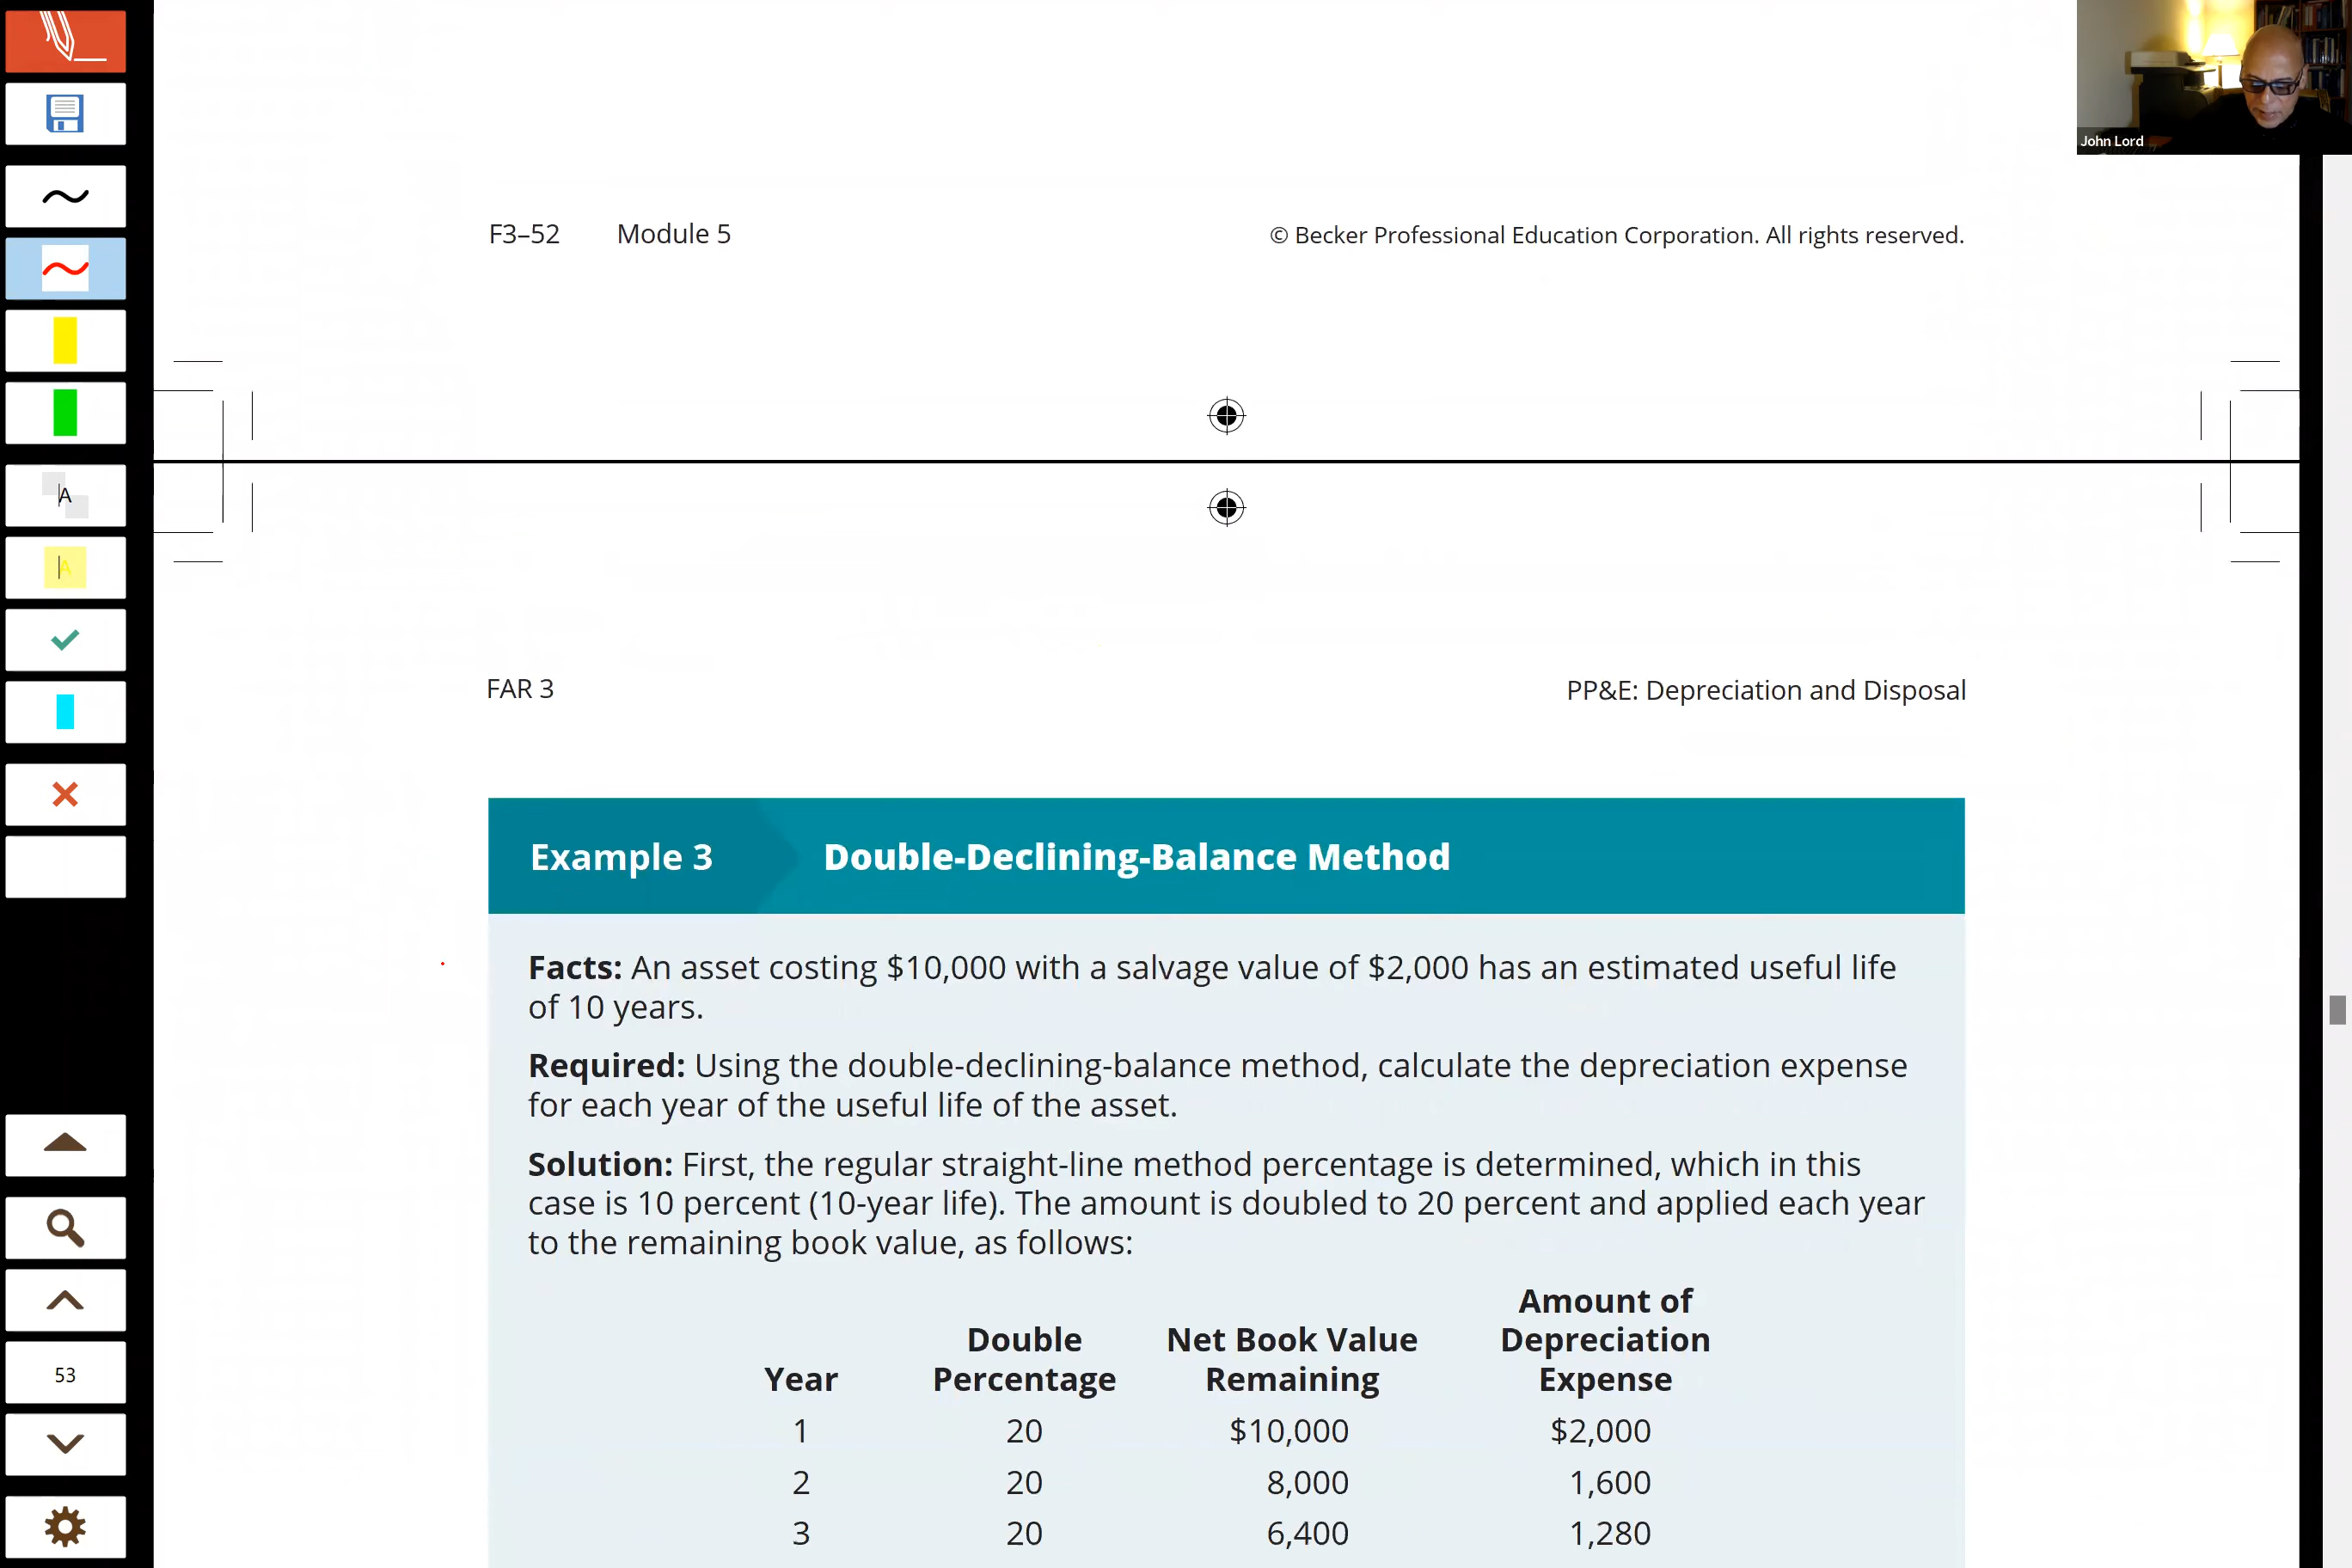 John Lord
F3–52 Module 5 © Becker Professional Education Corporation. All rights reserved.
A
A
FAR 3 PP&E: Depreciation and Disposal
Example 3 Double-Declining-Balance Method
Facts: An asset costing $10,000 with a salvage value of $2,000 has an estimated useful life
of 10 years.
Required: Using the double-declining-balance method, calculate the depreciation expense
for each year of the useful life of the asset.
Solution: First, the regular straight-line method percentage is determined, which in this
case is 10 percent (10-year life). The amount is doubled to 20 percent and applied each year
to the remaining book value, as follows:
Amount of
Double Net Book Value Depreciation
Year Percentage Remaining Expense
53
1 20 $10,000 $2,000
2 20 8,000 1,600
3 20 6,400 1,280